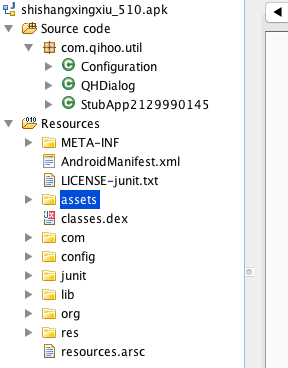 shishangxingxiu_510.apk
Source code
com.qihoo.util
Configuration
QHDialog
StubApp2129990145
Resources
META-INF
AndroidManifest.xml
LICENSE-junit.txt
assets
classes.dex
com
config
junit
lib
org
res
resources.arsc